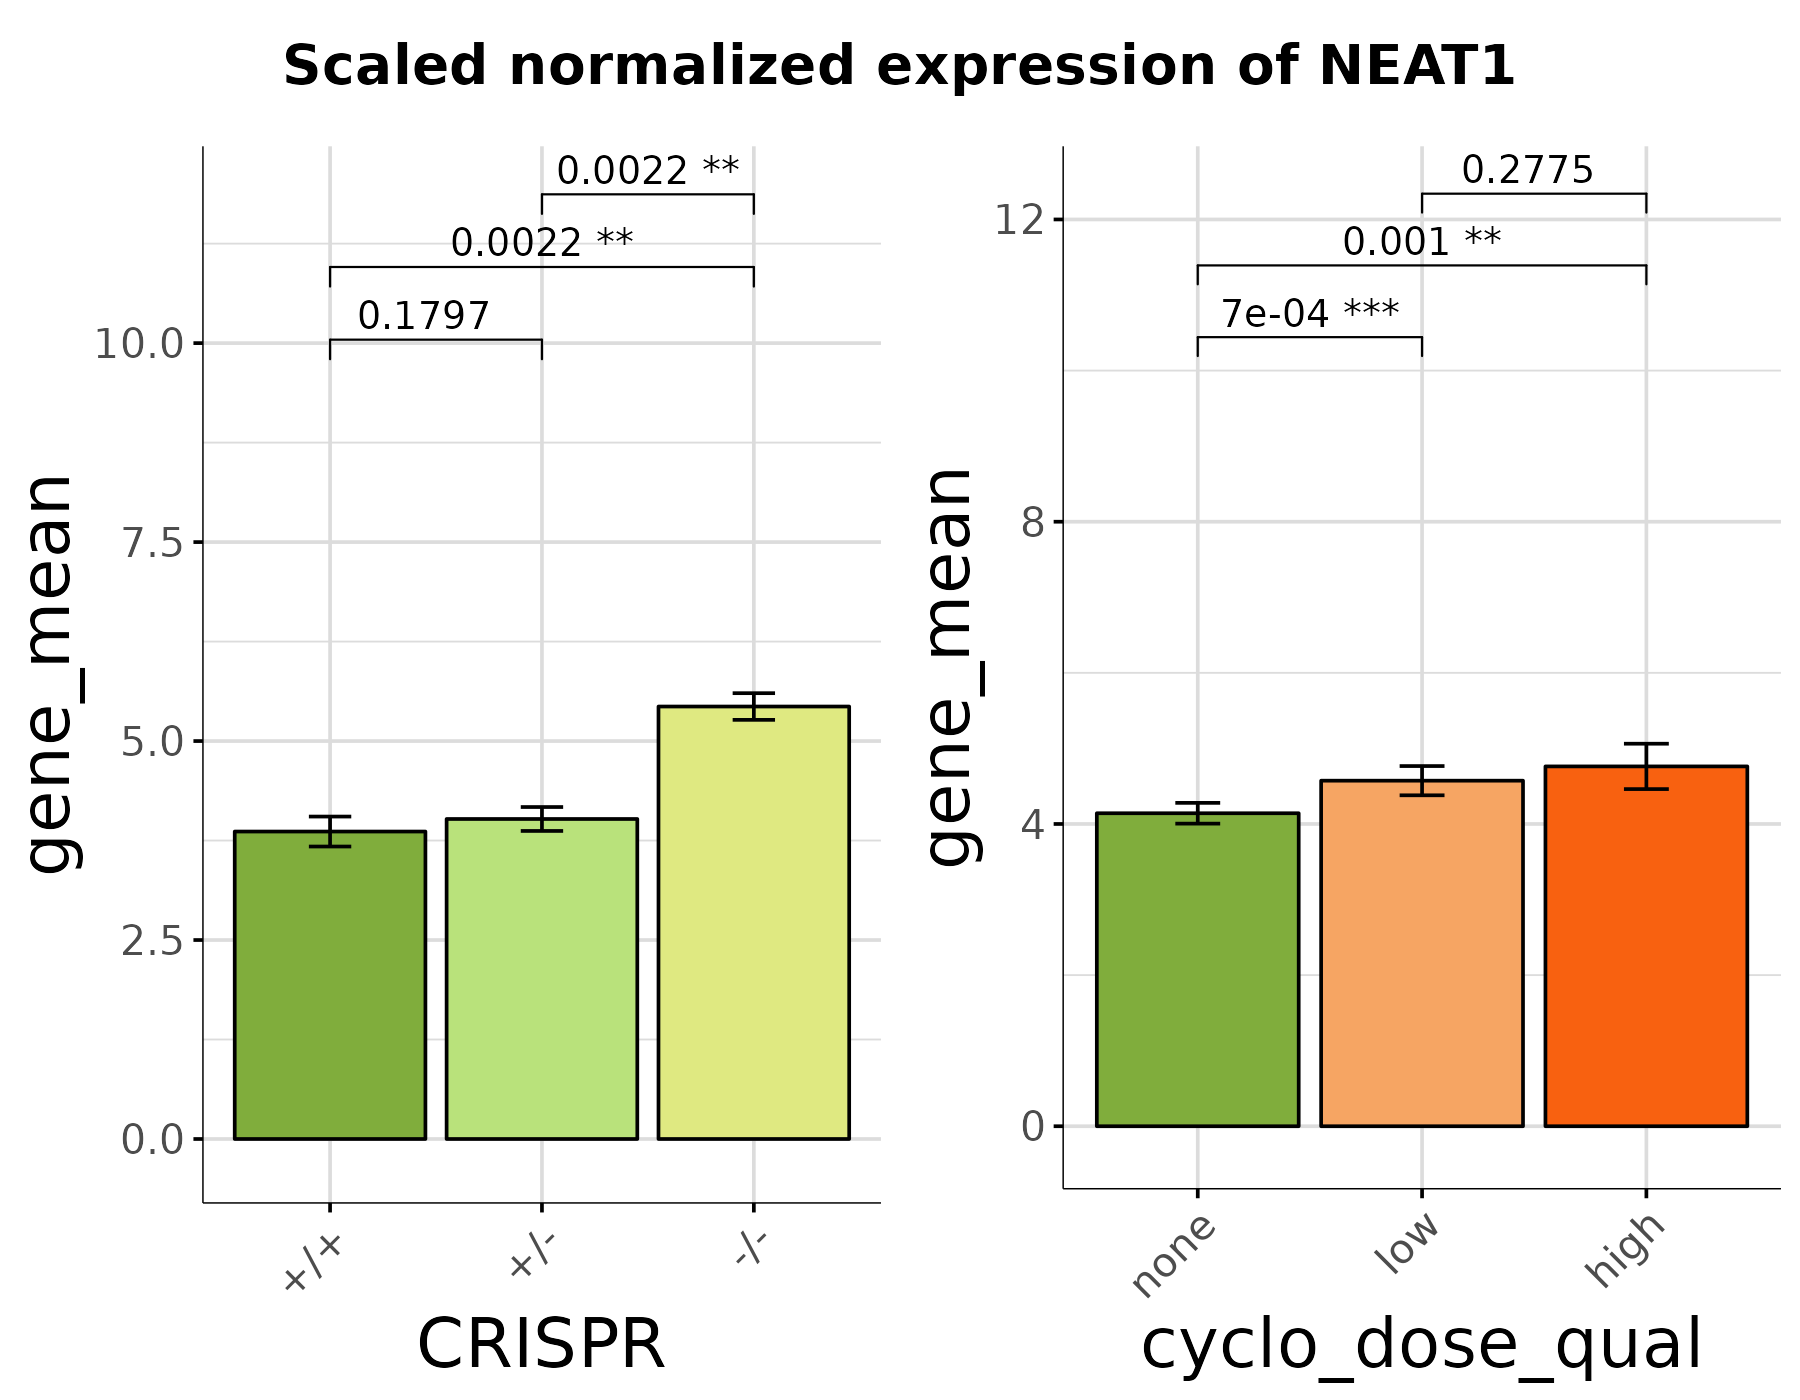 Scaled normalized expression of NEAT1
0.0022 **
0.0022 **
0.1797
10.0
7.5
5.0
2.5
0.0
gene_mean
+/+
+/-
-/-
CRISPR
0.2775
0.001 **
7e-04 ***
12
8
4
0
gene_mean
none
low
high
cyclo_dose_qual